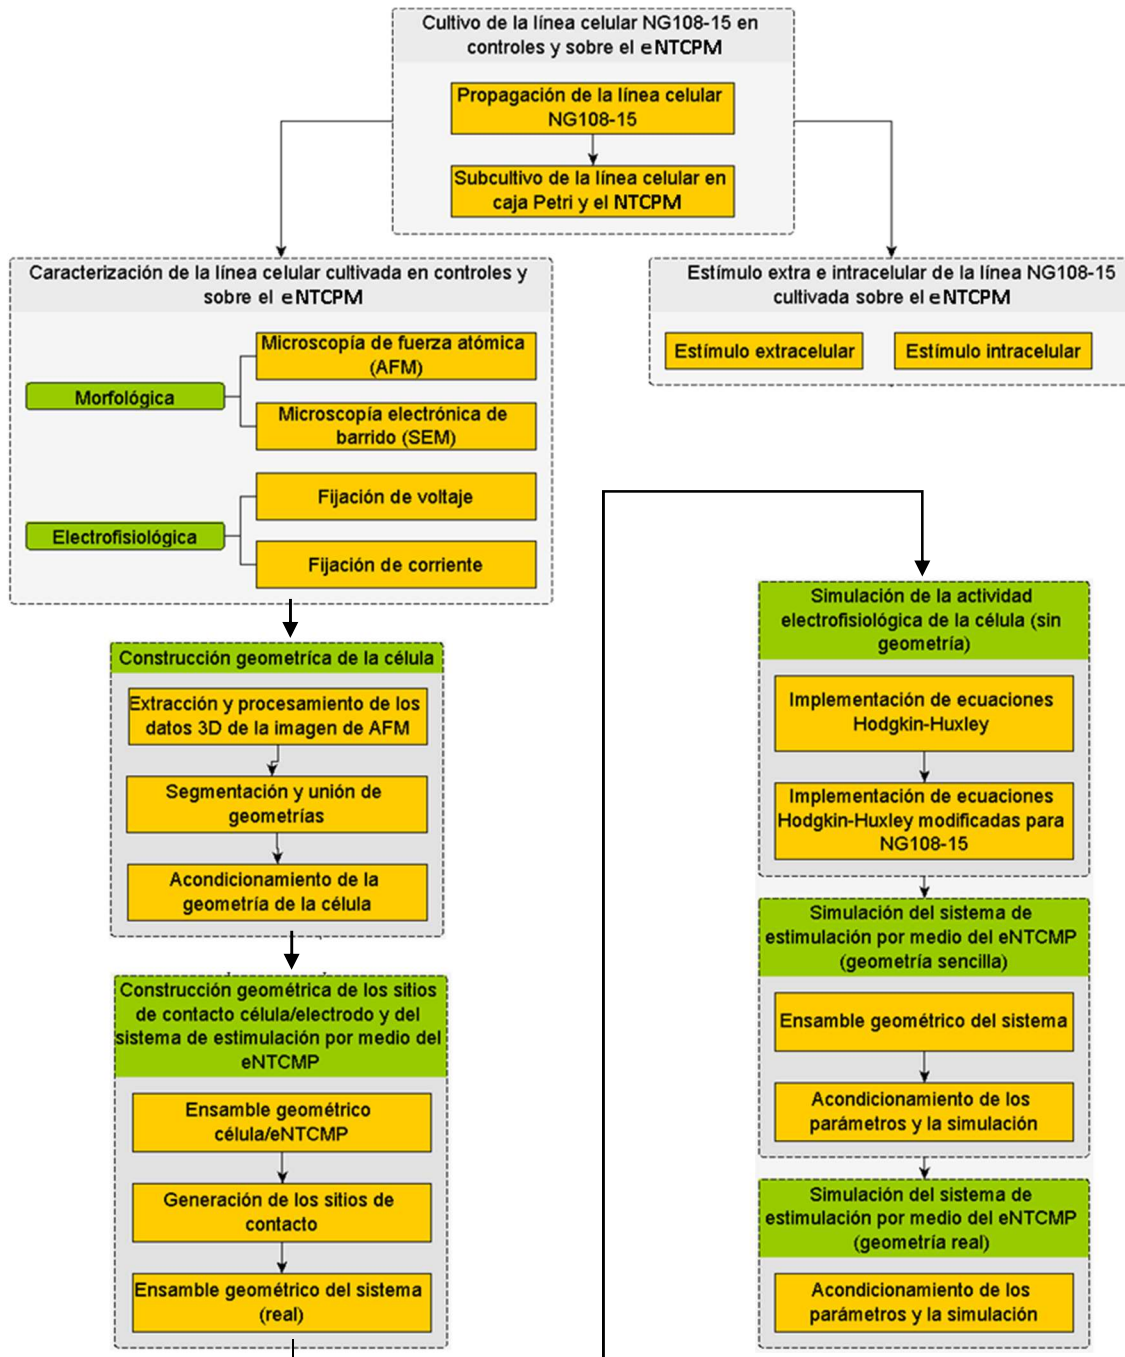 Cultivo de la línea celular NG108-15 en
controles y sobre el eNTCPM
Propagación de la línea celular
NG108-15
Subcultivo de la línea celular en
caja Petri y el NTCPM
Caracterización de la línea celular cultivada en controles y
sobre el eNTCPM
Morfológica
Microscopía de fuerza atómica
(AFM)
Microscopía electrónica de
barrido (SEM)
Electrofisiológica
Fijación de voltaje
Fijación de corriente
Estímulo extra e intracelular de la línea NG108-15
cultivada sobre el eNTCPM
Estímulo extracelular
Estímulo intracelular
Construcción geometríca de la célula
Extracción y procesamiento de los
datos 3D de la imagen de AFM
Segmentación y unión de
geometrías
Acondicionamiento de la
geometría de la célula
Construcción geométrica de los sitios
de contacto célula/electrodo y del
sistema de estimulación por medio del
eNTCMP
Ensamble geométrico
célula/eNTCMP
Generación de los sitios de
contacto
Ensamble geométrico del sistema
(real)
Simulación de la actividad
electrofisiológica de la célula (sin
geometría)
Implementación de ecuaciones
Hodgkin-Huxley
Implementación de ecuaciones
Hodgkin-Huxley modificadas para
NG108-15
Simulación del sistema de
estimulación por medio del eNTCMP
(geometría sencilla)
Ensamble geométrico del sistema
Acondicionamiento de los
parámetros y la simulación
Simulación del sistema de
estimulación por medio del eNTCMP
(geometría real)
Acondicionamiento de los
parámetros y la simulación